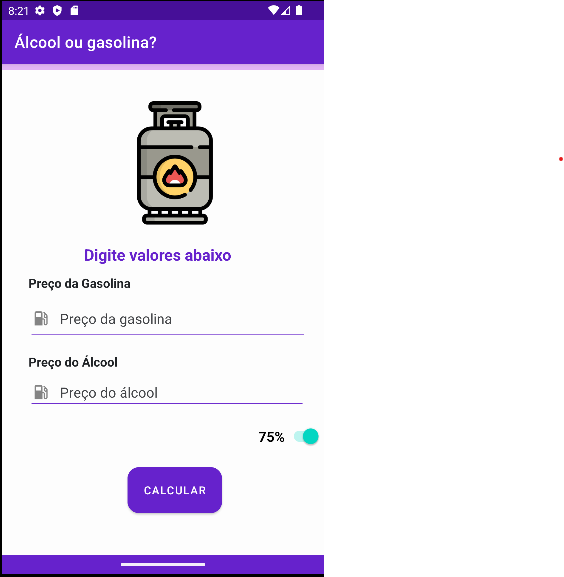 8:21
Álcool ou gasolina?
Digite valores abaixo
Preço da Gasolina
Preço da gasolina
Preço do Álcool
Preço do álcool
75%
CALCULAR